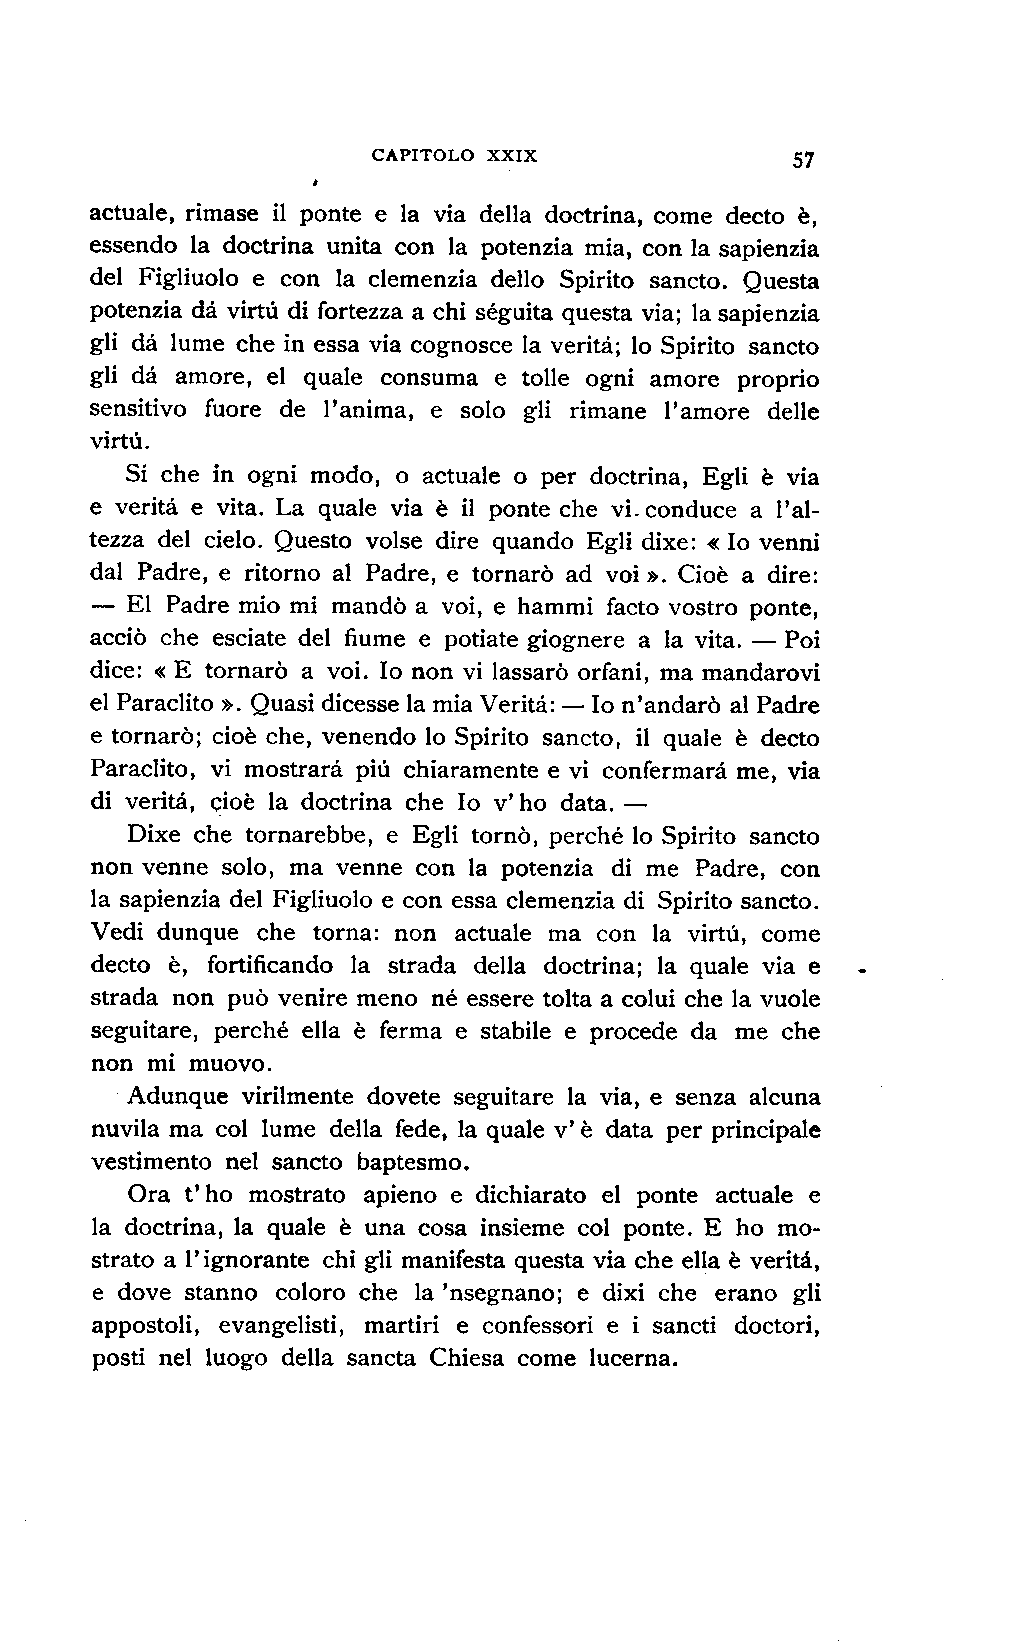 CAPITOLO XXIX 57
actuale, rimase il ponte e la via della doctrina, come decto è,
essendo la doctrina unita con la potenzia mia, con la sapienzia
del Figliuolo e con la clemenzia dello Spirito sancto. Questa
potenzia dá virtú di fortezza a chi séguita questa via; la sapienzia
gli dá lume che in essa via cognosce la veritá; lo Spirito sancto
gli dá amore, el quale consuma e tolle ogni amore proprio
sensitivo fuore de l'anima, e solo gli rimane l'amore delle
virtú.
Sí che in ogni modo, o actuale o per doctrina, Egli è via
e veritá e vita. La quale via è il ponte che vi conduce a l'al-
tezza del cielo. Questo volse dire quando Egli dixe: « Io venni
dal Padre, e ritorno al Padre, e tornarò ad voi ». Cioè a dire:
— El Padre mio mi mandò a voi, e hammi facto vostro ponte,
acciò che esciate del fiume e potiate giognere a la vita. — Poi
dice: « E tornarò a voi. Io non vi lassarò orfani, ma mandarovi
el Paraclito ». Quasi dicesse la mia Veritá: — Io n'andarò al Padre
e tornarò; cioè che, venendo lo Spirito sancto, il quale è decto
Paraclito, vi mostrará piú chiaramente e vi confermará me, via
di veritá, cioè la doctrina che Io v'ho data. —
Dixe che tornarebbe, e Egli tornò, perché lo Spirito sancto
non venne solo, ma venne con la potenzia di me Padre, con
la sapienzia del Figliuolo e con essa clemenzia di Spirito sancto.
Vedi dunque che torna: non actuale ma con la virtú, come
decto è, fortificando la strada della doctrina; la quale via e
strada non può venire meno né essere tolta a colui che la vuole
seguitare, perché ella è ferma e stabile e procede da me che
non mi muovo.
Adunque virilmente dovete seguitare la via, e senza alcuna
nuvila ma col lume della fede, la quale v'è data per principale
vestimento nel sancto baptesmo.
Ora t'ho mostrato apieno e dichiarato el ponte actuale e
la doctrina, la quale è una cosa insieme col ponte. E ho mo-
strato a l'ignorante chi gli manifesta questa via che ella è veritá,
e dove stanno coloro che la 'nsegnano; e dixi che erano gli
appostoli, evangelisti, martiri e confessori e i sancti doctori,
posti nel luogo della sancta Chiesa come lucerna.